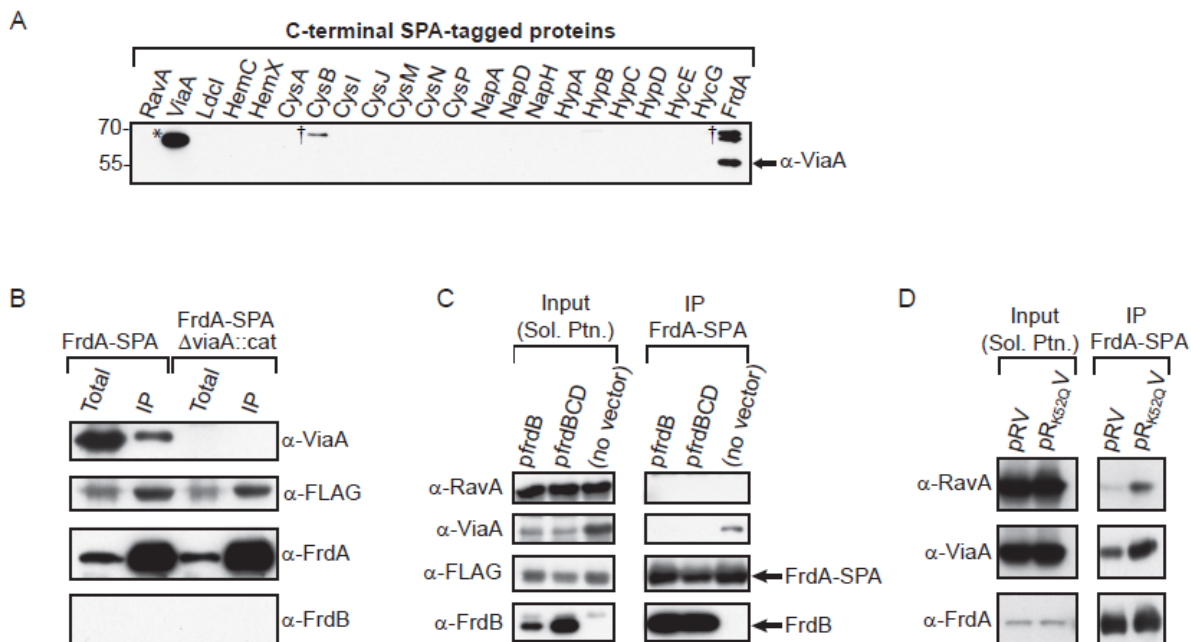 A
C-terminal SPA-tagged proteins
RavA ViaA LdcI HemC HemX CysA CysB CysI CysJ CysM CysN CysP NapA NapD NapH HypA HypB HypC HypD HycE HycG FrdA
70-
* † †
55-
α-ViaA
B
FrdA-SPA
FrdA-SPA
ΔviaA::cat
Total IP Total IP
α-ViaA
α-FLAG
α-FrdA
α-FrdB
C
Input
(Sol. Ptn.)
IP
FrdA-SPA
pfrdB pfrdBCD (no vector) pfrdB pfrdBCD (no vector)
α-RavA
α-ViaA
α-FLAG
FrdA-SPA
α-FrdB
FrdB
D
Input
(Sol. Ptn.)
IP
FrdA-SPA
pRV pRK52QV pRV pRK52QV
α-RavA
α-ViaA
α-FrdA